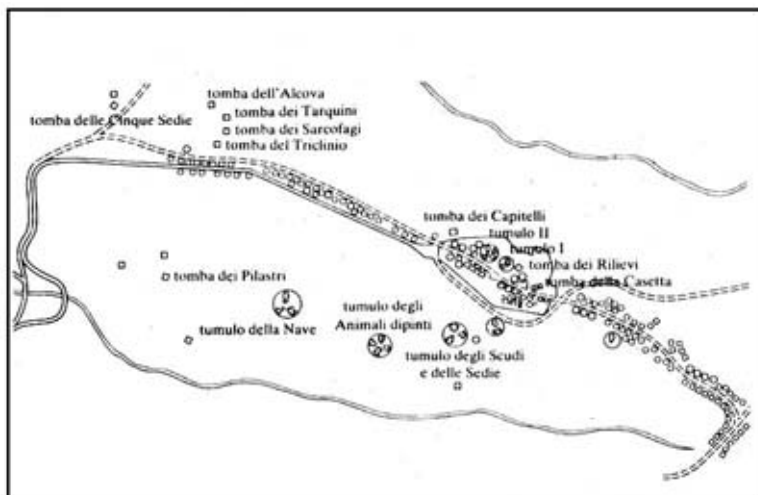 tomba dell'Alcova
tomba delle Cinque Sedie
tomba dei Tarquini
tomba dei Sarcofagi
tomba del Triclinio
tomba dei Capitelli
tumulo II
tumulo I
tomba dei Rilievi
tomba della Casetta
tomba dei Pilastri
tumulo della Nave
tumulo degli
Animali dipinti
tumulo degli Scudi
e delle Sedie